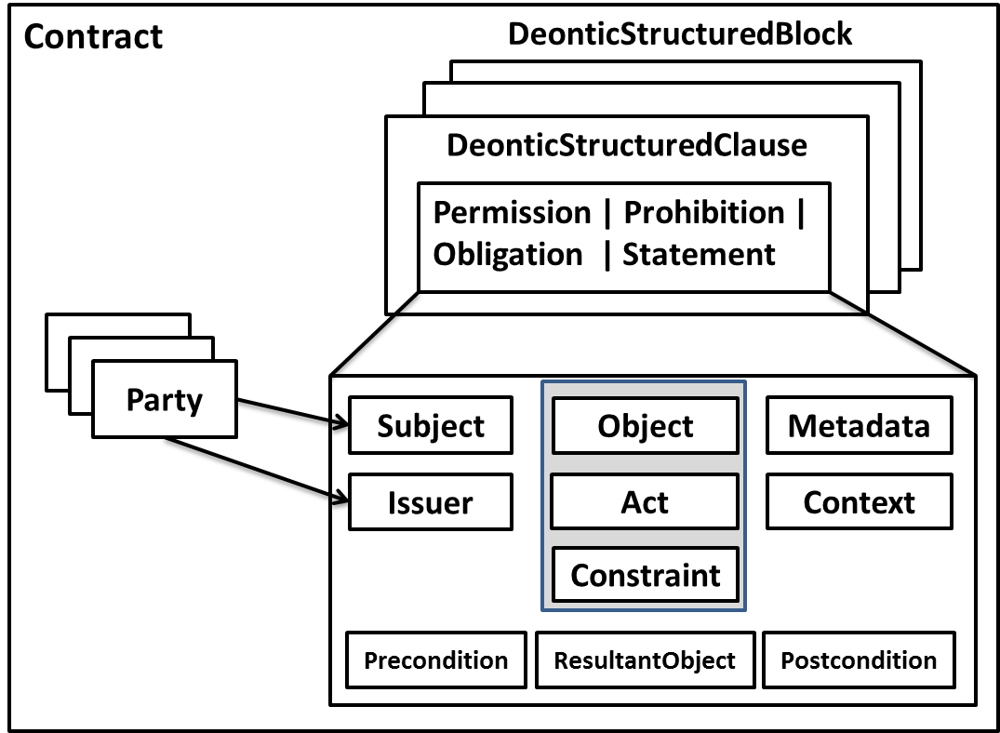 Contract
DeonticStructuredBlock
DeonticStructuredClause
Permission | Prohibition |
Obligation | Statement
Party
Subject
Object
Metadata
Issuer
Act
Context
Constraint
Precondition
ResultantObject
Postcondition